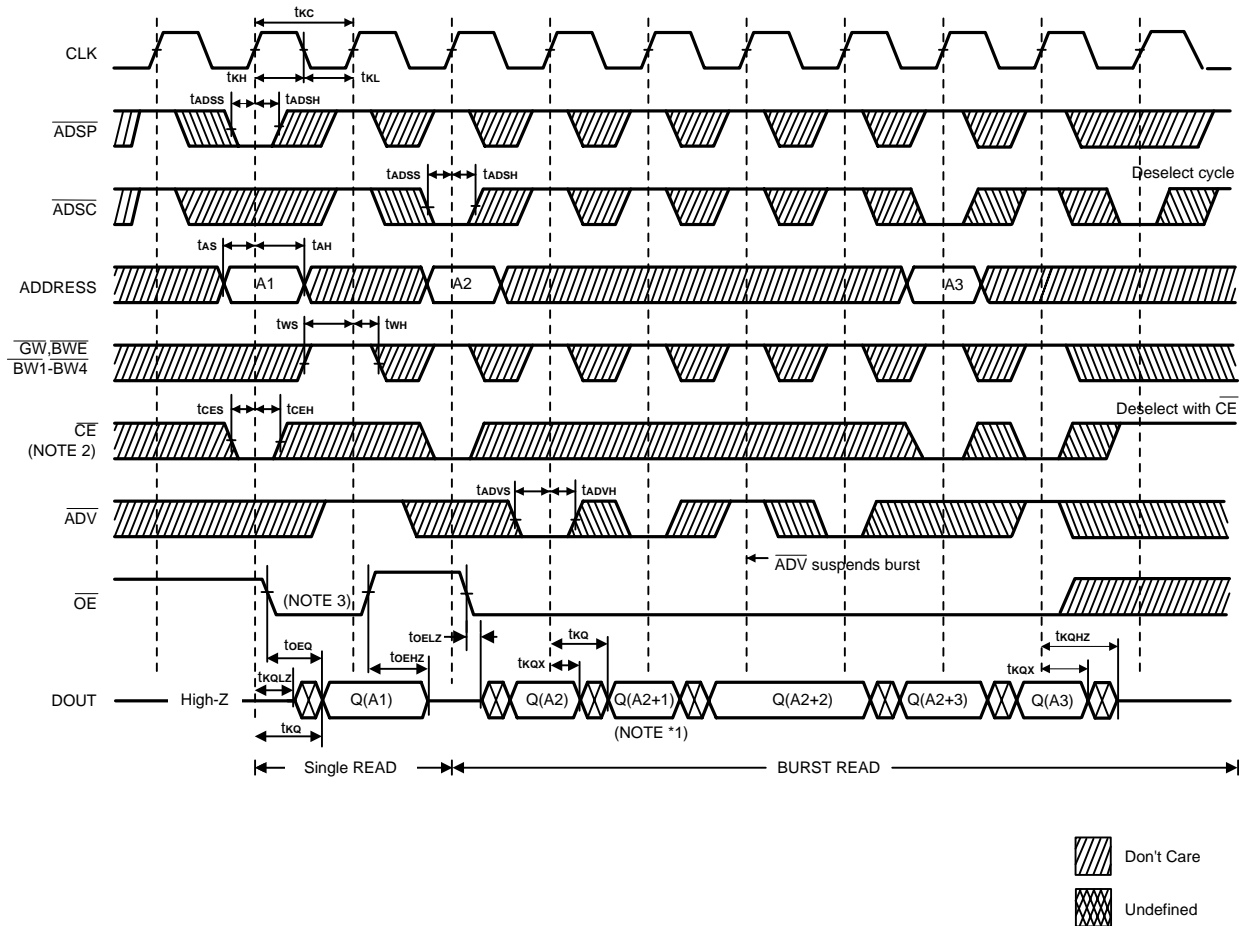 tKC
CLK
tKH
tKL
tADSS
tADSH
ADSP
tADSS
tADSH
Deselect cycle
ADSC
tAS
tAH
ADDRESS
A1
A2
A3
tWS
tWH
GW,BWE
BW1-BW4
tCES
tCEH
Deselect with CE
CE
(NOTE 2)
tADVS
tADVH
ADV
ADV suspends burst
OE
(NOTE 3)
tOELZ
tOEQ
tOEHZ
tKQ
tKQHZ
tKQLZ
tKQX
tKQX
DOUT
High-Z
Q(A1)
Q(A2)
Q(A2+1)
Q(A2+2)
Q(A2+3)
Q(A3)
tKQ
(NOTE *1)
Single READ
BURST READ
Don't Care
Undefined